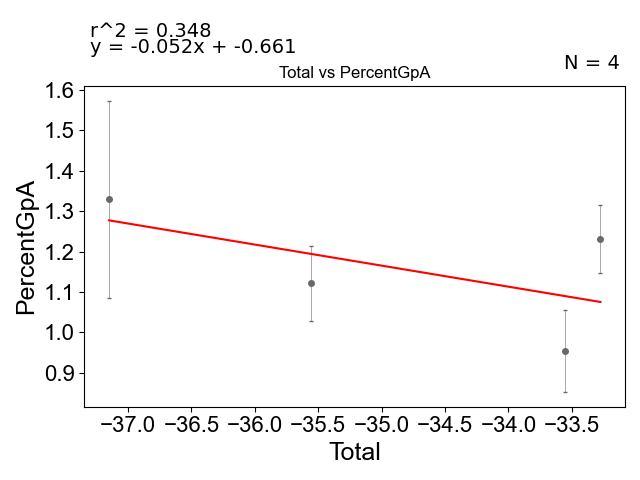 r^2 = 0.348
y = -0.052x + -0.661
N = 4
Total vs PercentGpA
PercentGpA
1.6
1.5
1.4
1.3
1.2
1.1
1.0
0.9
−37.0 −36.5 −36.0 −35.5 −35.0 −34.5 −34.0 −33.5
Total